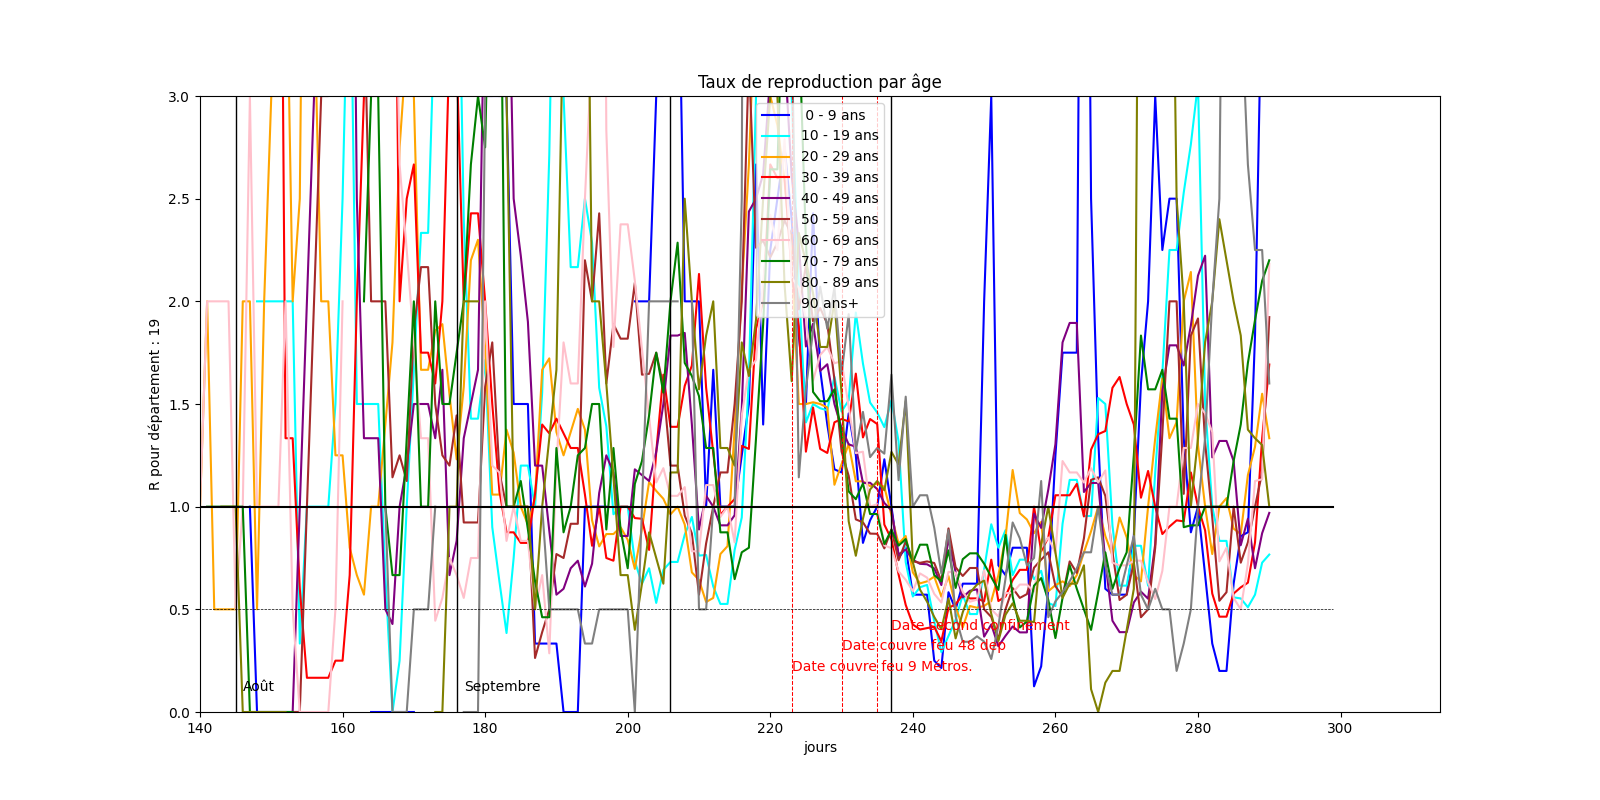 Taux de reproduction par âge
R pour département : 19
3.0
2.5
2.0
1.5
1.0
0.5
0.0
0 - 9 ans
10 - 19 ans
20 - 29 ans
30 - 39 ans
40 - 49 ans
50 - 59 ans
60 - 69 ans
70 - 79 ans
80 - 89 ans
90 ans+
Date second confinement
Date couvre feu 48 dep
Date couvre feu 9 Métros.
Août
Septembre
140 160 180 200 220 240 260 280 300
jours